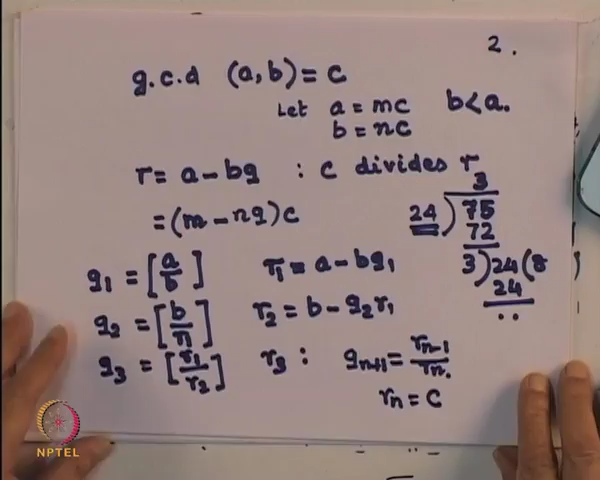 2.
g.c.d (a, b) = c
Let a = mc b < a.
b = nc
r = a - bq : c divides r
= (m - nq) c
3
24 ) 75
72
3 ) 24 ( 8
24
..
q1 = [a/b] r1 = a - bq1
q2 = [b/r1] r2 = b - q2r1
q3 = [r1/r2] r3 : qn+1 = rn-1/rn.
rn = c
NPTEL